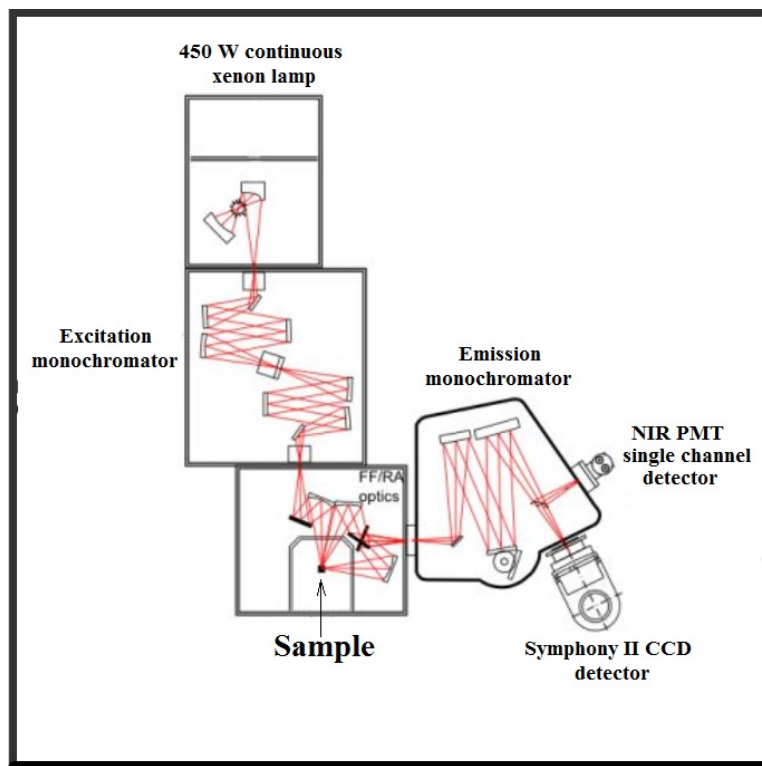 450 W continuous
xenon lamp
Excitation
monochromator
Emission
monochromator
NIR PMT
single channel
detector
FF/RA
optics
Sample
Symphony II CCD
detector